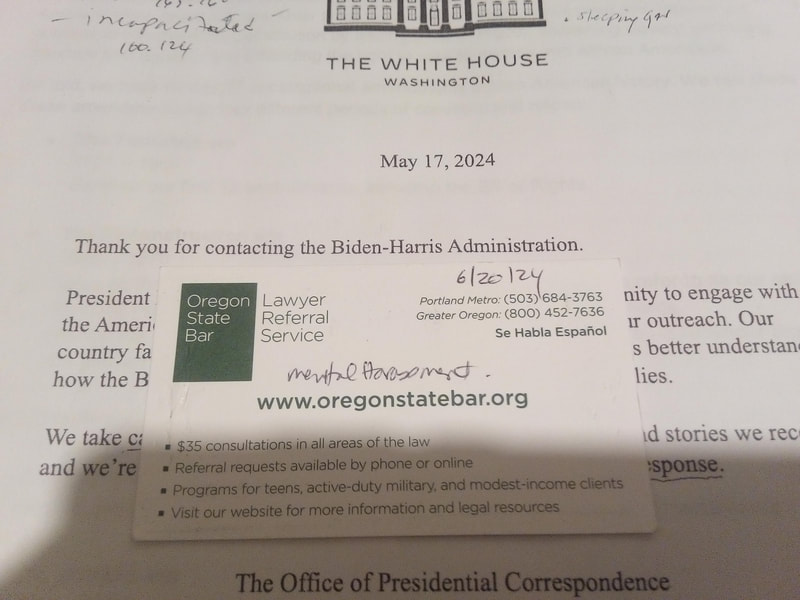 - incapacitated -
100.124
. sleeping gas
THE WHITE HOUSE
WASHINGTON
May 17, 2024
Thank you for contacting the Biden-Harris Administration.
President
nity to engage with
the Ameri
ur outreach. Our
country fa
s better understan
how the B
lies.
We take ca
nd stories we rec
and we're
esponse.
6/20/24
Oregon
State
Bar
Lawyer
Referral
Service
Portland Metro: (503) 684-3763
Greater Oregon: (800) 452-7636
Se Habla Español
mental Harassment.
www.oregonstatebar.org
▪ $35 consultations in all areas of the law
▪ Referral requests available by phone or online
▪ Programs for teens, active-duty military, and modest-income clients
▪ Visit our website for more information and legal resources
The Office of Presidential Correspondence